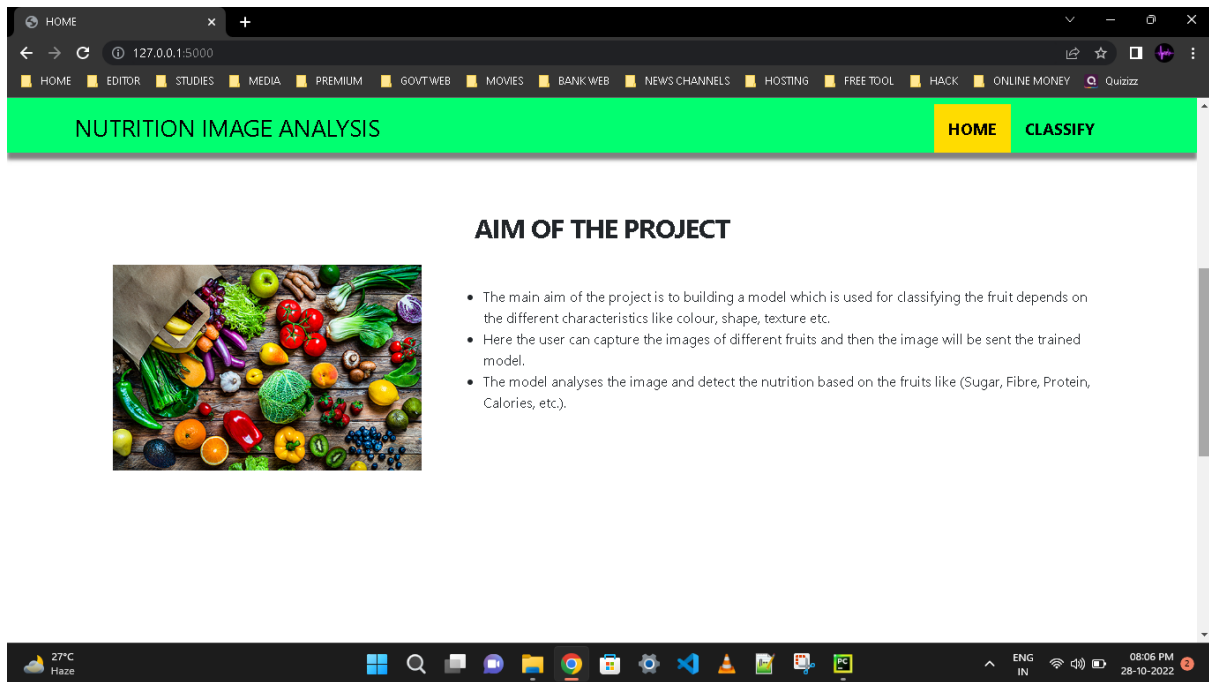 HOME
127.0.0.1:5000
HOME EDITOR STUDIES MEDIA PREMIUM GOVT WEB MOVIES BANK WEB NEWS CHANNELS HOSTING FREE TOOL HACK ONLINE MONEY Quizizz
NUTRITION IMAGE ANALYSIS HOME CLASSIFY
AIM OF THE PROJECT
The main aim of the project is to building a model which is used for classifying the fruit depends on
the different characteristics like colour, shape, texture etc.
Here the user can capture the images of different fruits and then the image will be sent the trained
model.
The model analyses the image and detect the nutrition based on the fruits like (Sugar, Fibre, Protein,
Calories, etc.).
27°C
Haze
ENG
IN
08:06 PM
28-10-2022
2